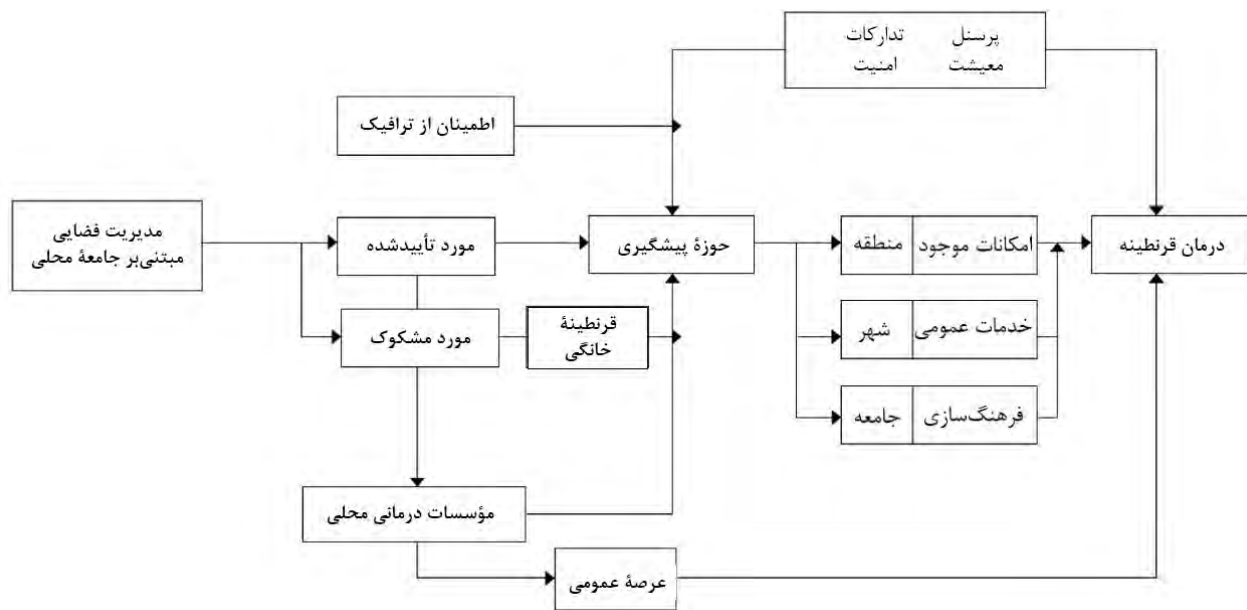 پرسنل تدارکات
معیشت امنیت
اطمینان از ترافیک
مدیریت فضایی
مبتنی‌بر جامعهٔ محلی
مورد تأییدشده
حوزهٔ پیشگیری
منطقه
امکانات موجود
درمان قرنطینه
مورد مشکوک
قرنطینهٔ
خانگی
شهر
خدمات عمومی
جامعه
فرهنگ‌سازی
مؤسسات درمانی محلی
عرصهٔ عمومی